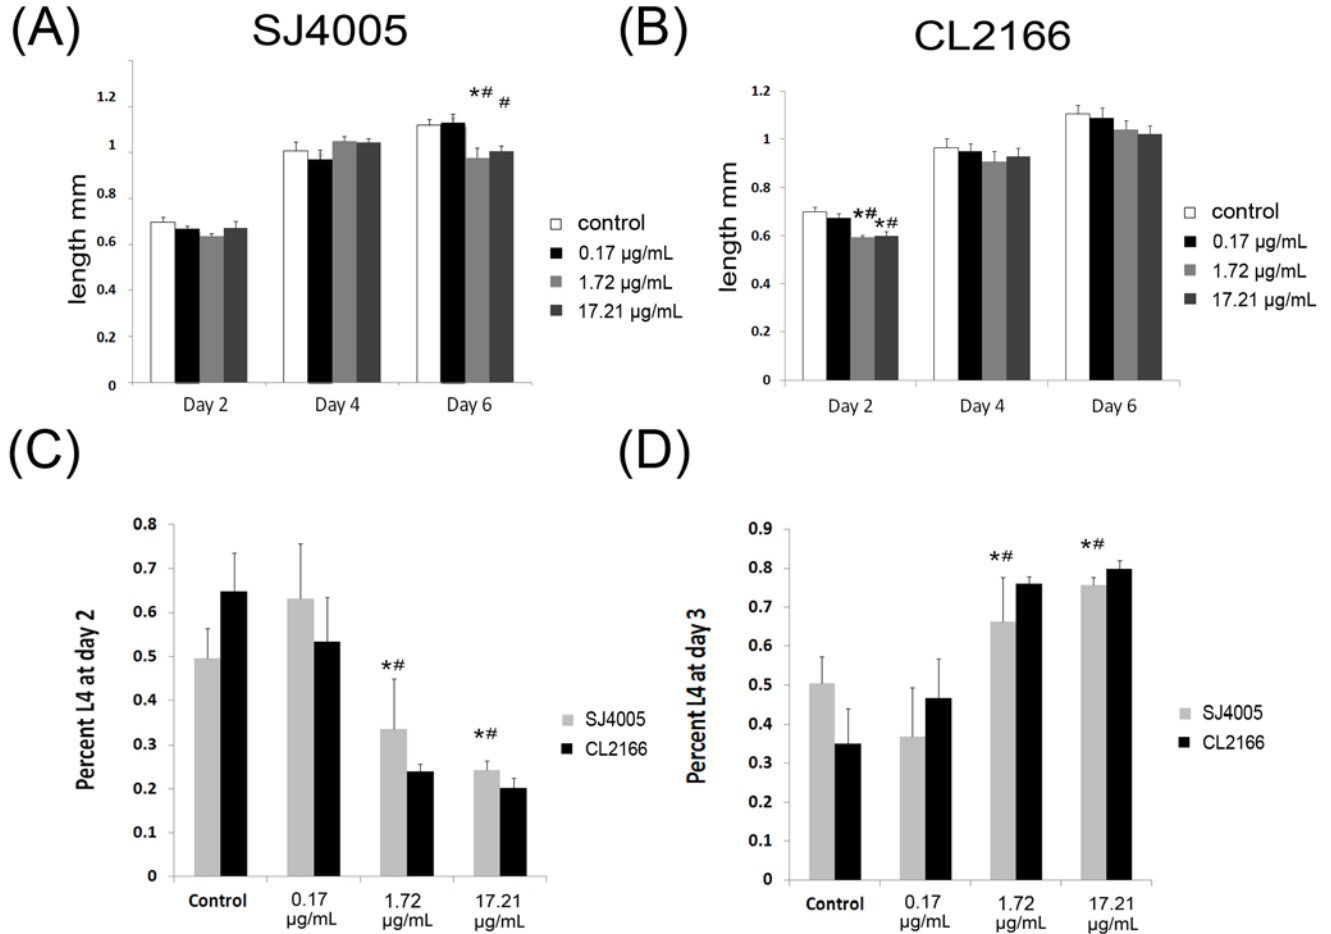 (A)
SJ4005
1.2
1
0.8
0.6
0.4
0.2
0
length mm
*#
#
Day 2
Day 4
Day 6
control
0.17 µg/mL
1.72 µg/mL
17.21 µg/mL
(B)
CL2166
1.2
1
0.8
0.6
0.4
0.2
0
length mm
*#
*#
Day 2
Day 4
Day 6
control
0.17 µg/mL
1.72 µg/mL
17.21 µg/mL
(C)
0.8
0.7
0.6
0.5
0.4
0.3
0.2
0.1
0
Percent L4 at day 2
*#
*#
Control
0.17
µg/mL
1.72
µg/mL
17.21
µg/mL
SJ4005
CL2166
(D)
0.9
0.8
0.7
0.6
0.5
0.4
0.3
0.2
0.1
0
Percent L4 at day 3
*#
*#
Control
0.17
µg/mL
1.72
µg/mL
17.21
µg/mL
SJ4005
CL2166